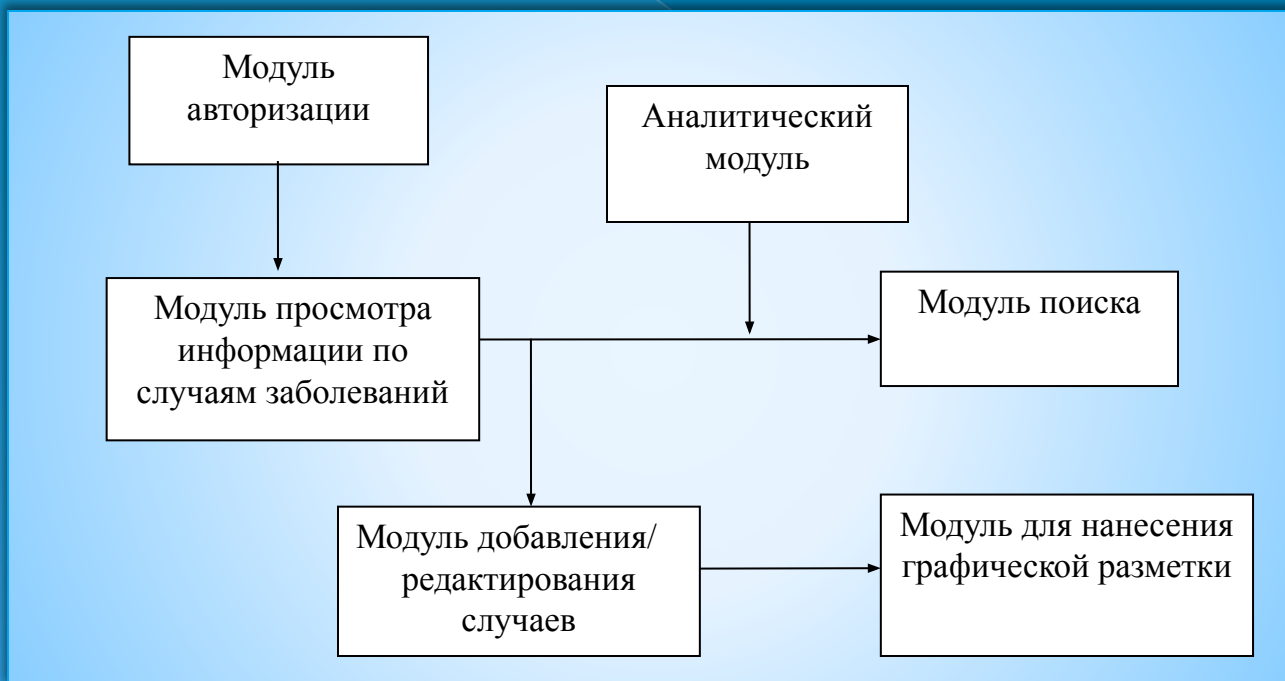 Модуль
авторизации
Аналитический
модуль
Модуль просмотра
информации по
случаям заболеваний
Модуль поиска
Модуль добавления/
редактирования
случаев
Модуль для нанесения
графической разметки